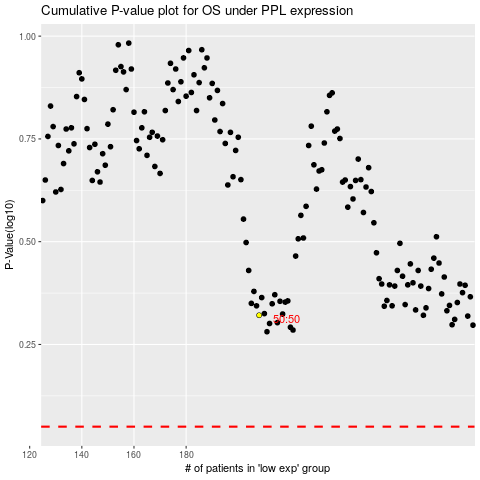 Cumulative P-value plot for OS under PPL expression
P-Value(log10)
1.00
0.75
0.50
0.25
50:50
120 140 160 180
# of patients in 'low exp' group